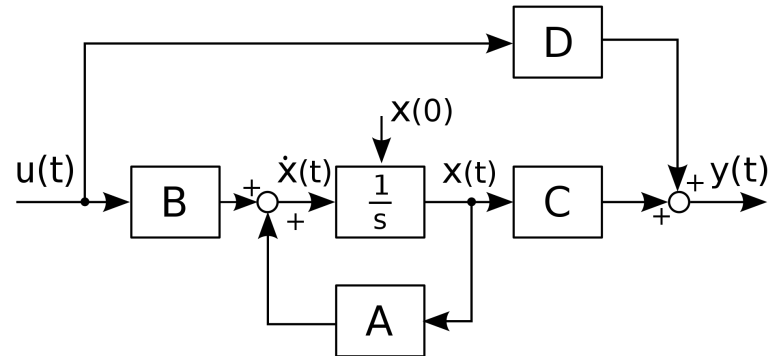 D
x(0)
u(t)
B
+
+
ẋ(t)
1
s
x(t)
C
+
+
y(t)
A